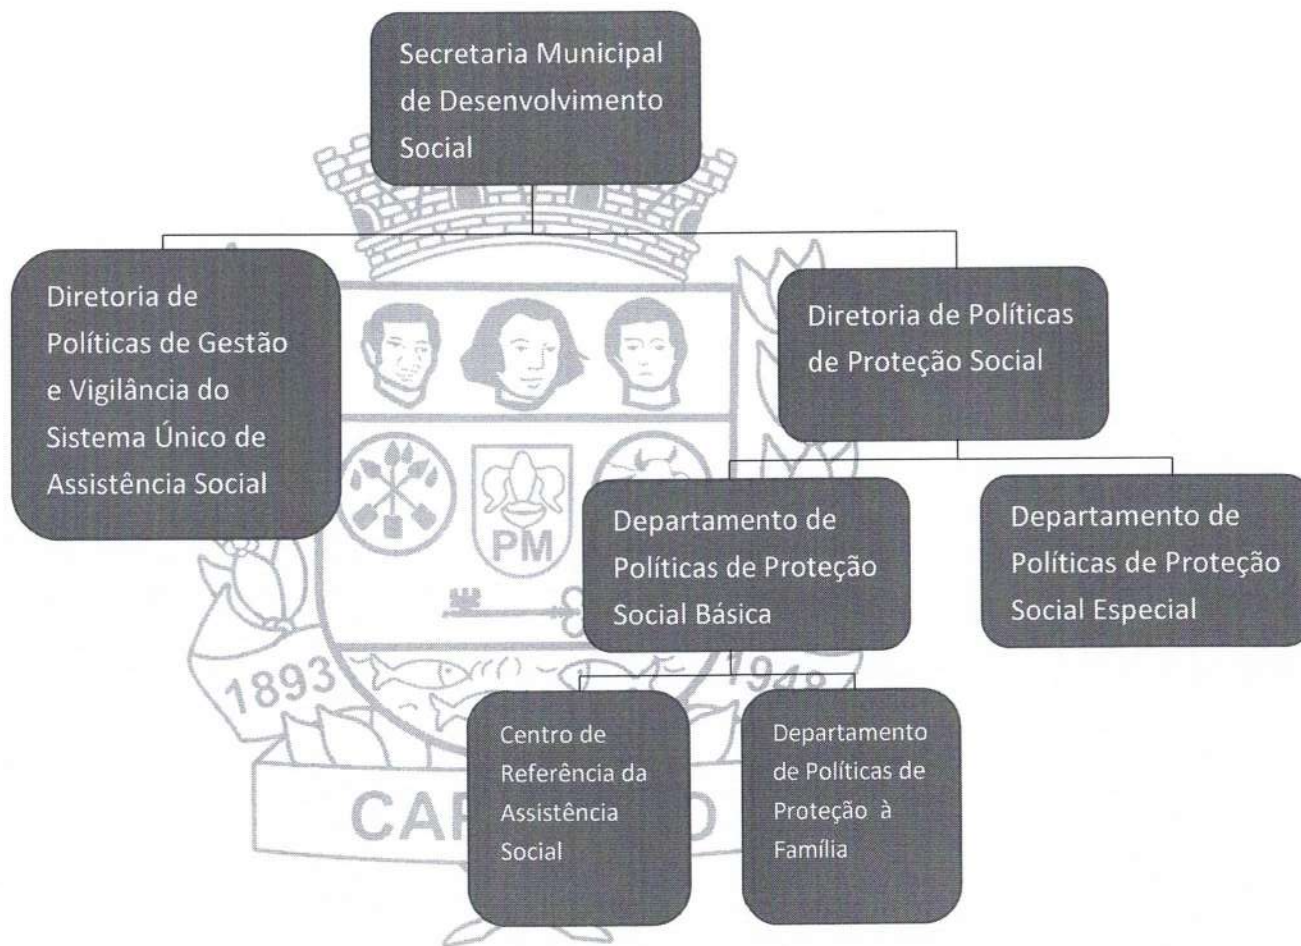 Secretaria Municipal
de Desenvolvimento
Social
Diretoria de
Políticas de Gestão
e Vigilância do
Sistema Único de
Assistência Social
Diretoria de Políticas
de Proteção Social
Departamento de
Políticas de Proteção
Social Básica
Departamento de
Políticas de Proteção
Social Especial
Centro de
Referência da
Assistência
Social
Departamento
de Políticas de
Proteção à
Família
PM
1893
1948